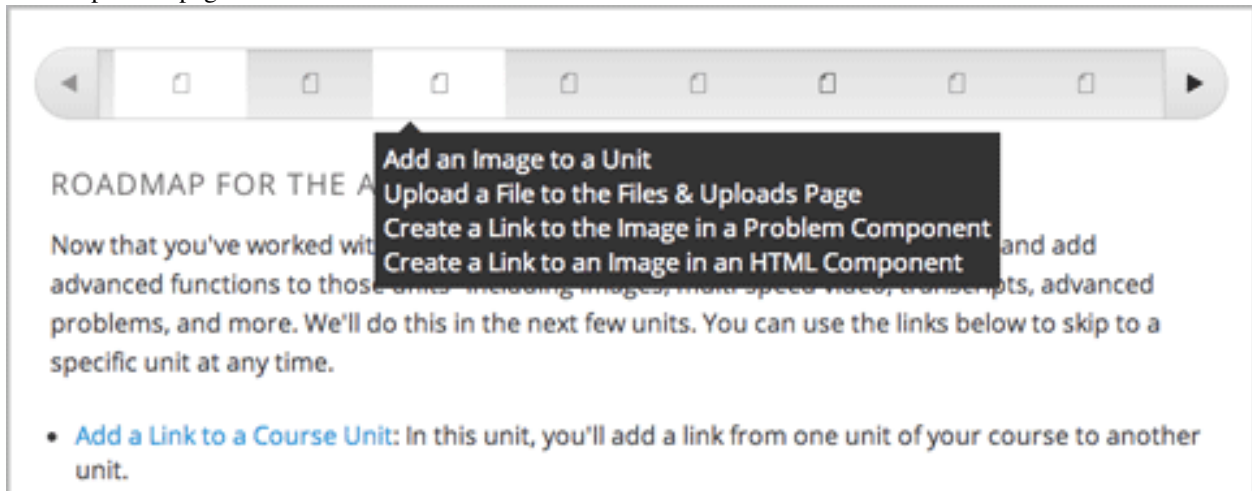 Add an Image to a Unit
Upload a File to the Files & Uploads Page
Create a Link to the Image in a Problem Component
Create a Link to an Image in an HTML Component
ROADMAP FOR THE
Now that you've worked and add
advanced functions to those advanced
problems, and more. We'll do this in the next few units. You can use the links below to skip to a
specific unit at any time.
• Add a Link to a Course Unit: In this unit, you'll add a link from one unit of your course to another
unit.